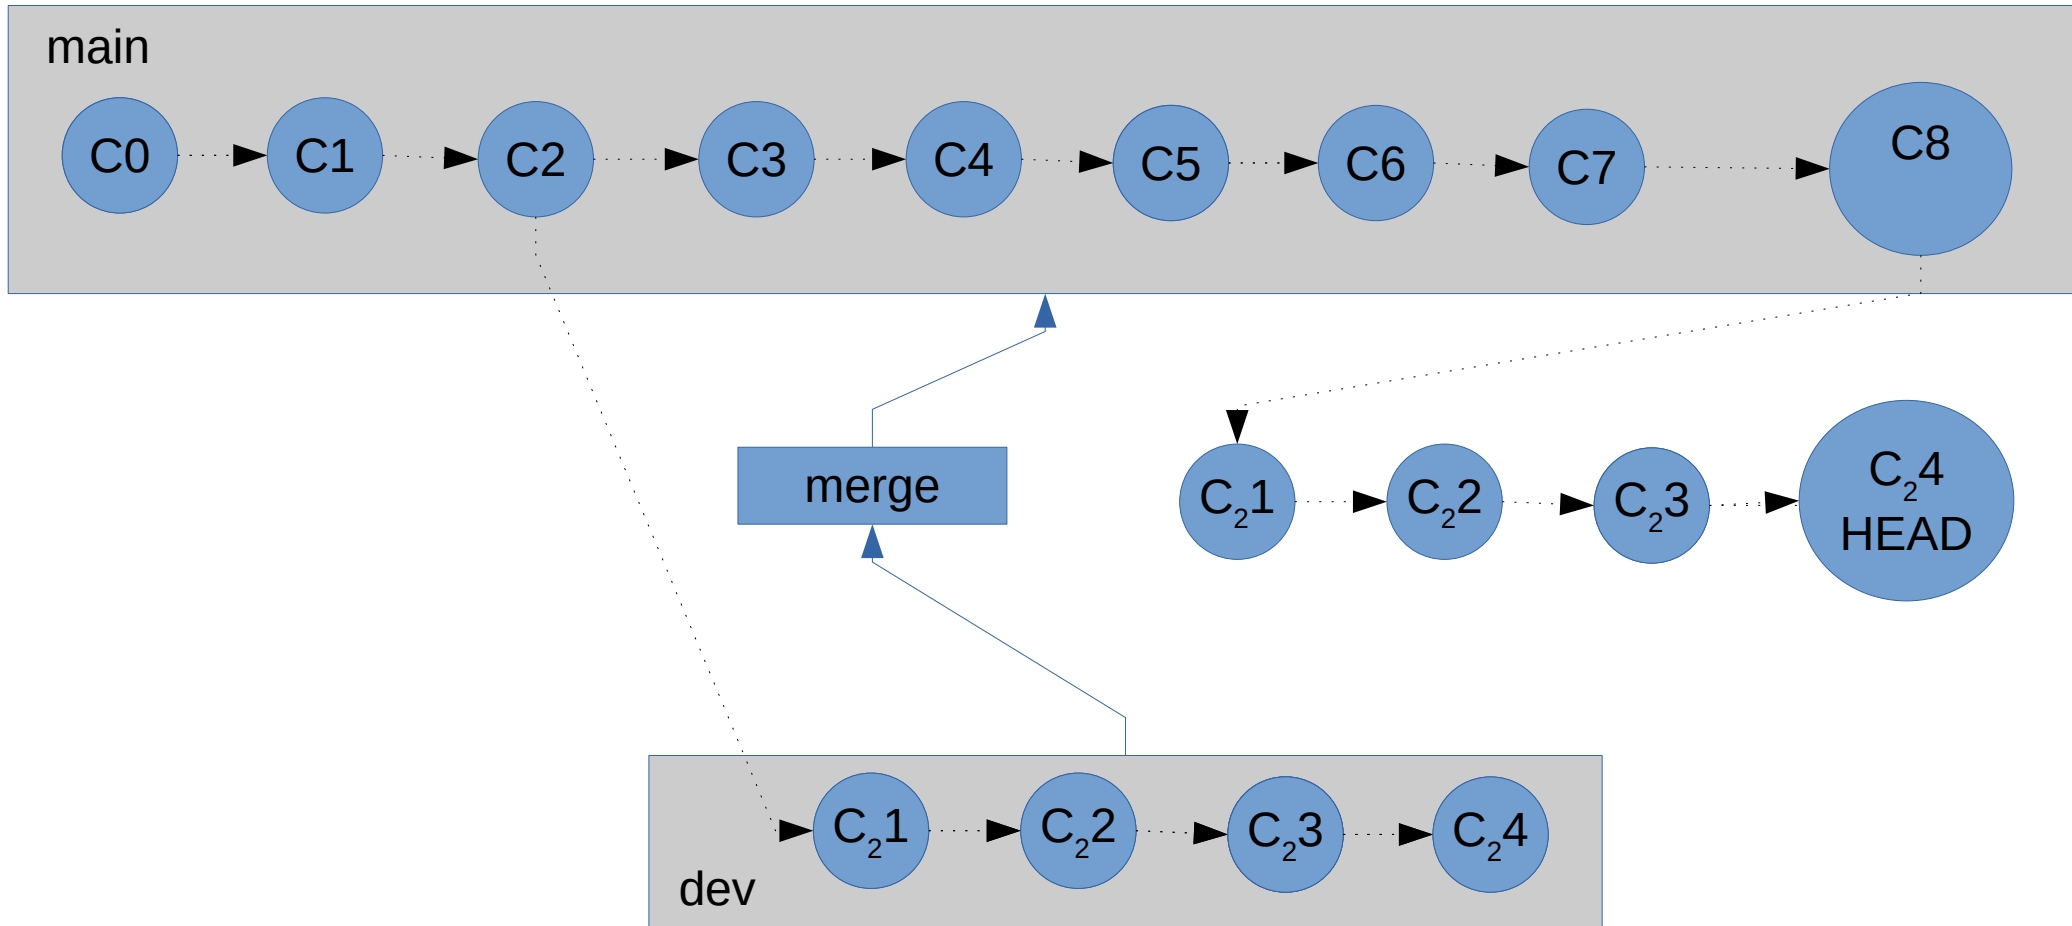 main
C0
C1
C2
C3
C4
C5
C6
C7
C8
merge
C₂1
C₂2
C₂3
C₂4
HEAD
C₂1
C₂2
C₂3
C₂4
dev